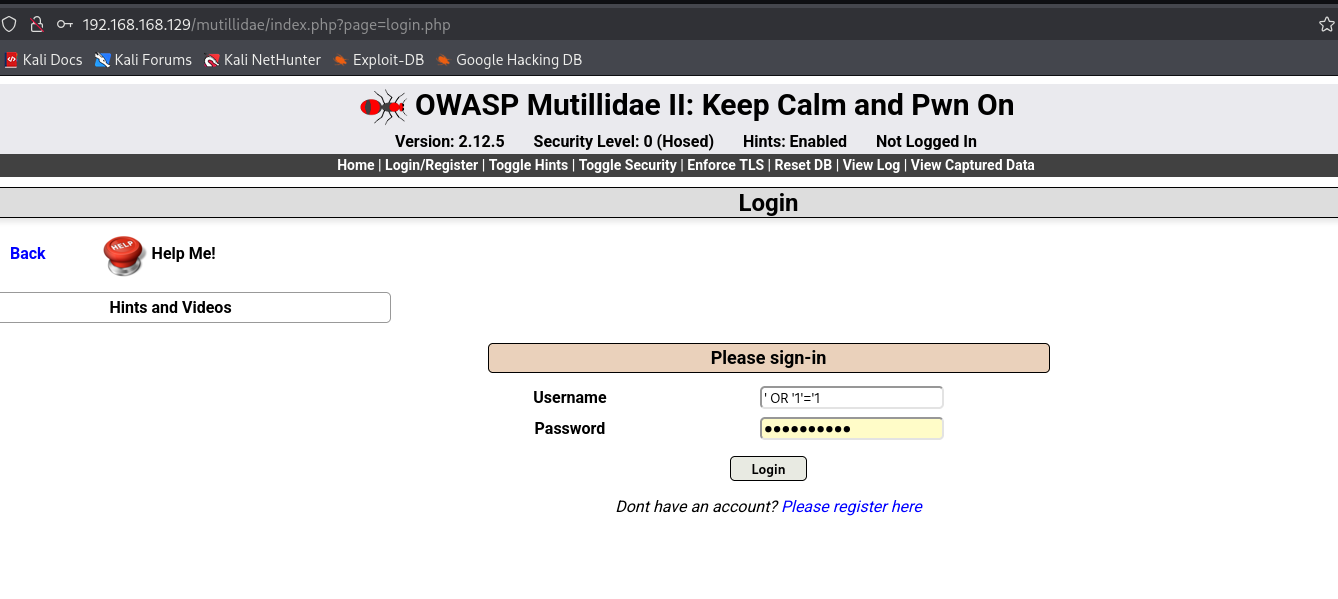 192.168.168.129/mutillidae/index.php?page=login.php
Kali Docs Kali Forums Kali NetHunter Exploit-DB Google Hacking DB
OWASP Mutillidae II: Keep Calm and Pwn On
Version: 2.12.5 Security Level: 0 (Hosed) Hints: Enabled Not Logged In
Home | Login/Register | Toggle Hints | Toggle Security | Enforce TLS | Reset DB | View Log | View Captured Data
Login
Back HELP Help Me!
Hints and Videos
Please sign-in
Username ' OR '1'='1
Password ••••••••••
Login
Dont have an account? Please register here